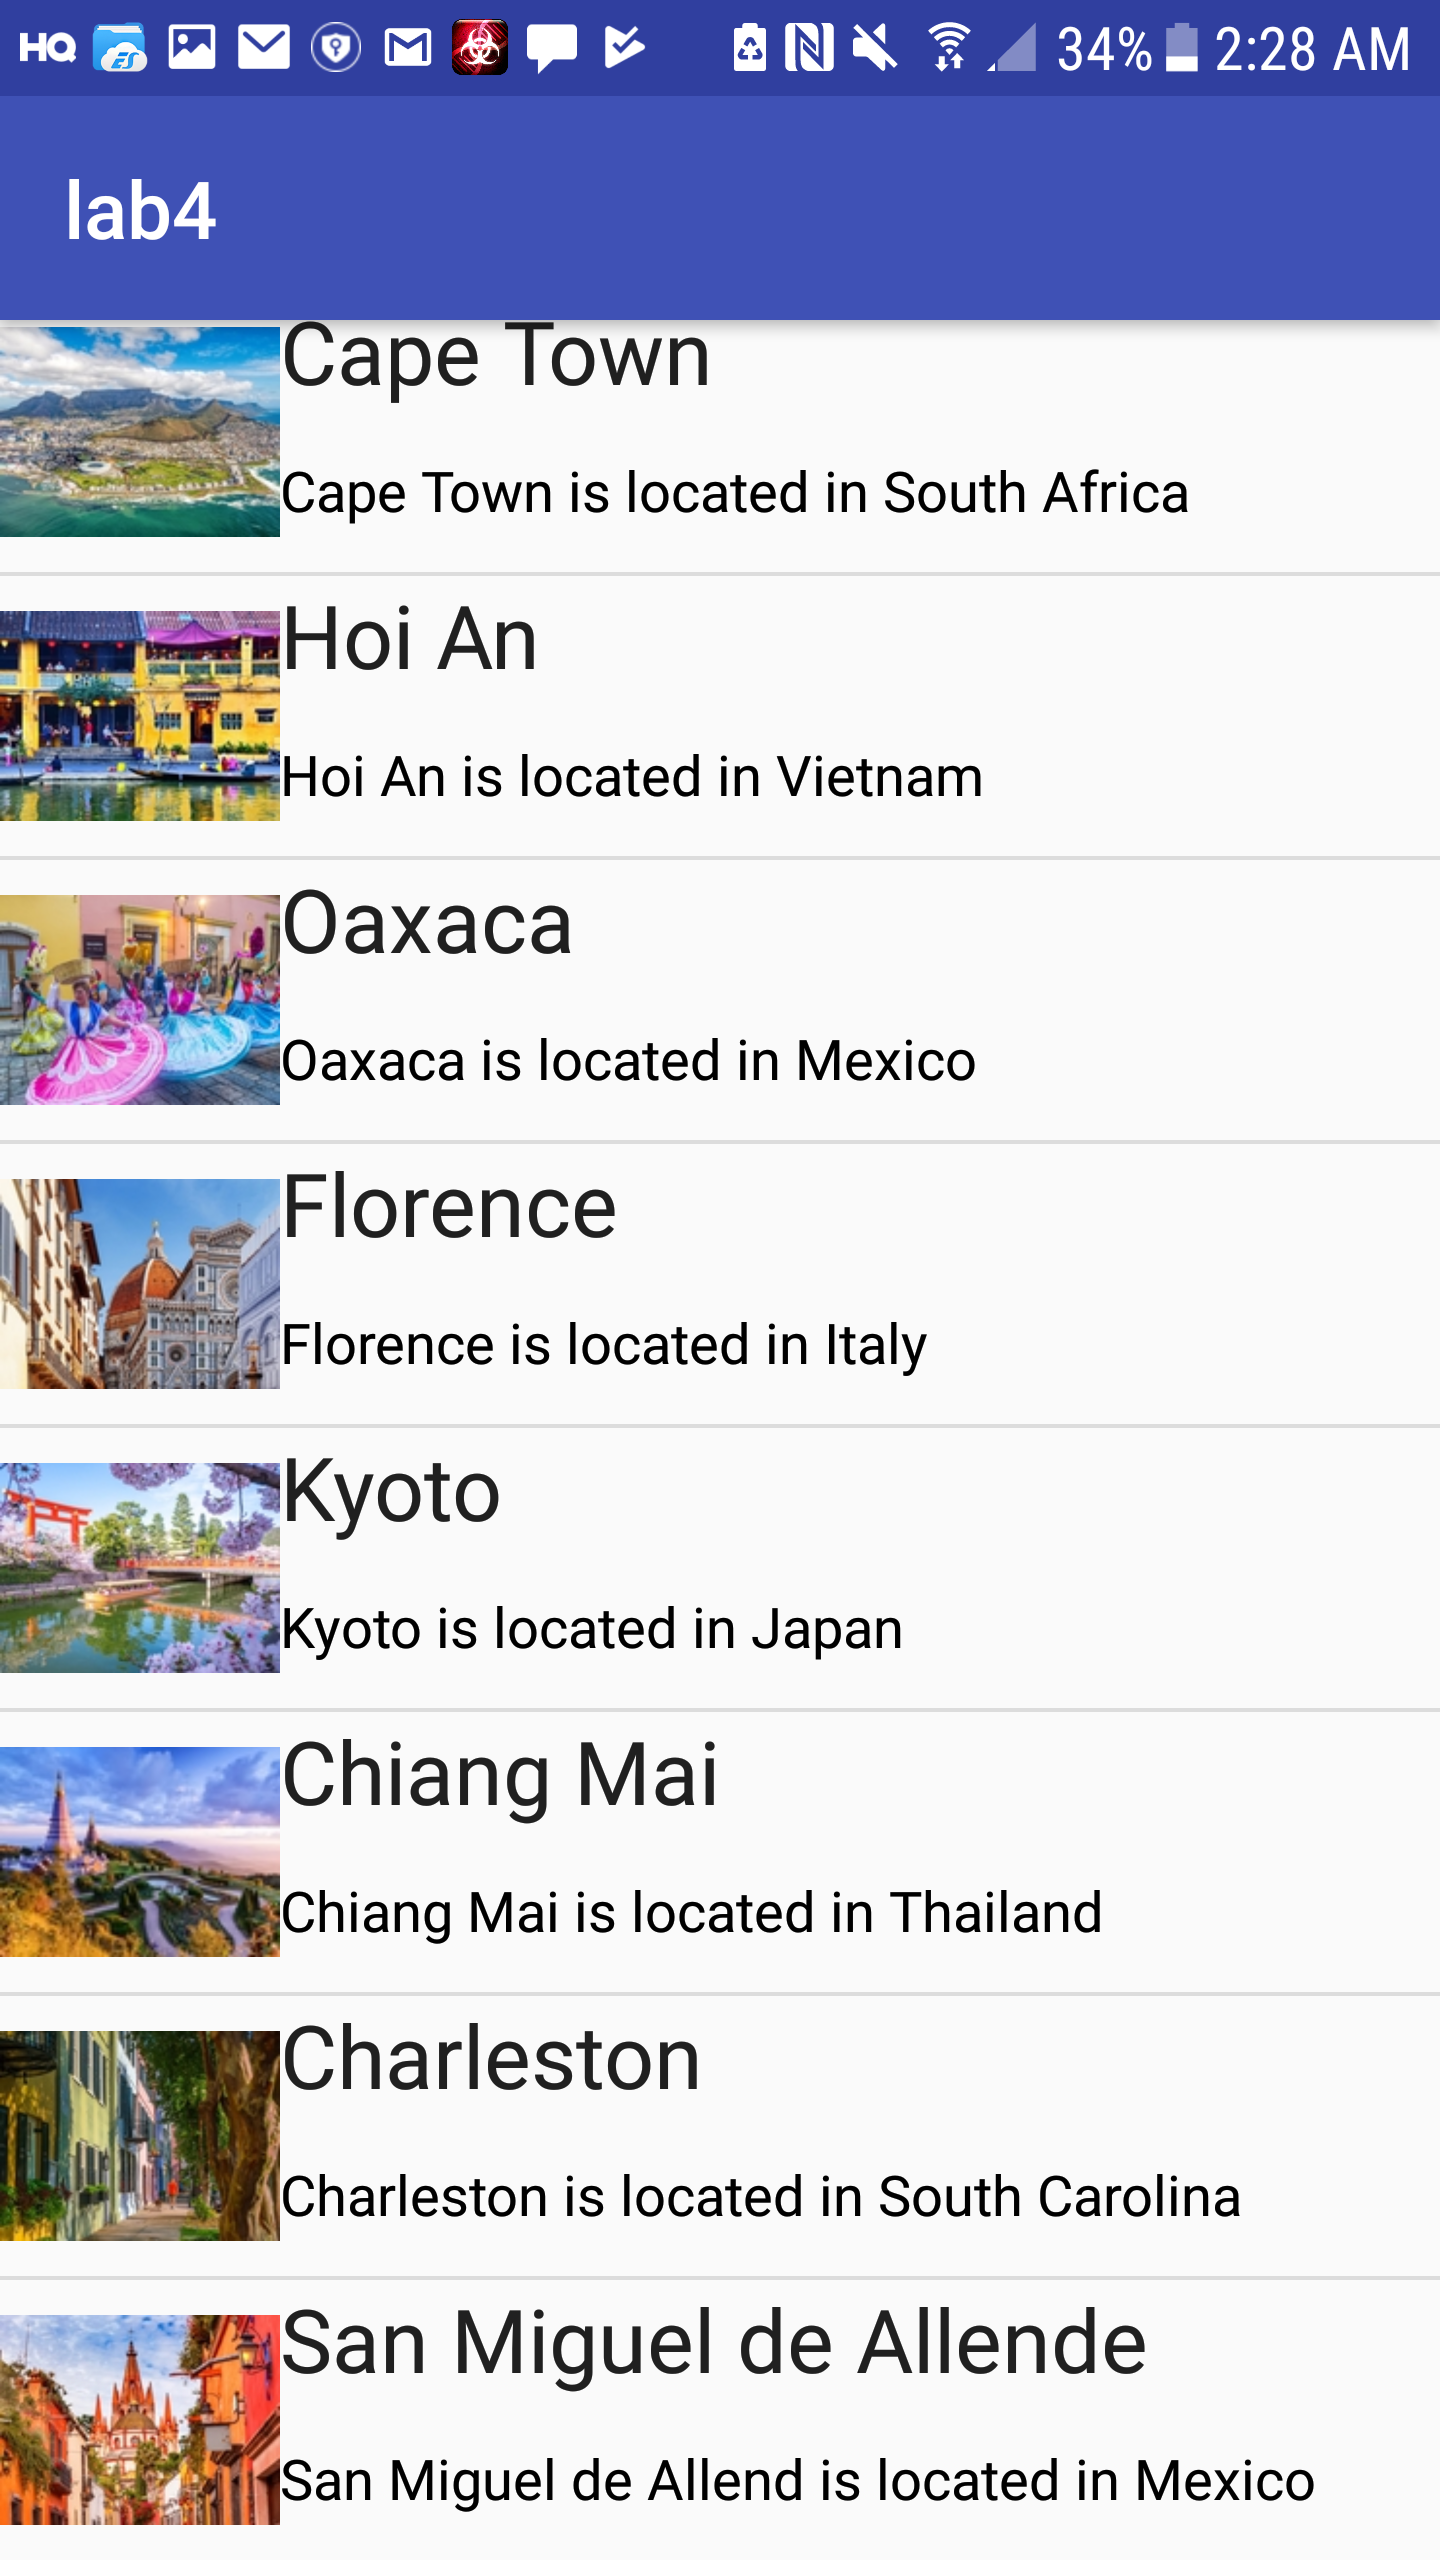 HQ ES 34% 2:28 AM
lab4
Cape Town
Cape Town is located in South Africa
Hoi An
Hoi An is located in Vietnam
Oaxaca
Oaxaca is located in Mexico
Florence
Florence is located in Italy
Kyoto
Kyoto is located in Japan
Chiang Mai
Chiang Mai is located in Thailand
Charleston
Charleston is located in South Carolina
San Miguel de Allende
San Miguel de Allend is located in Mexico